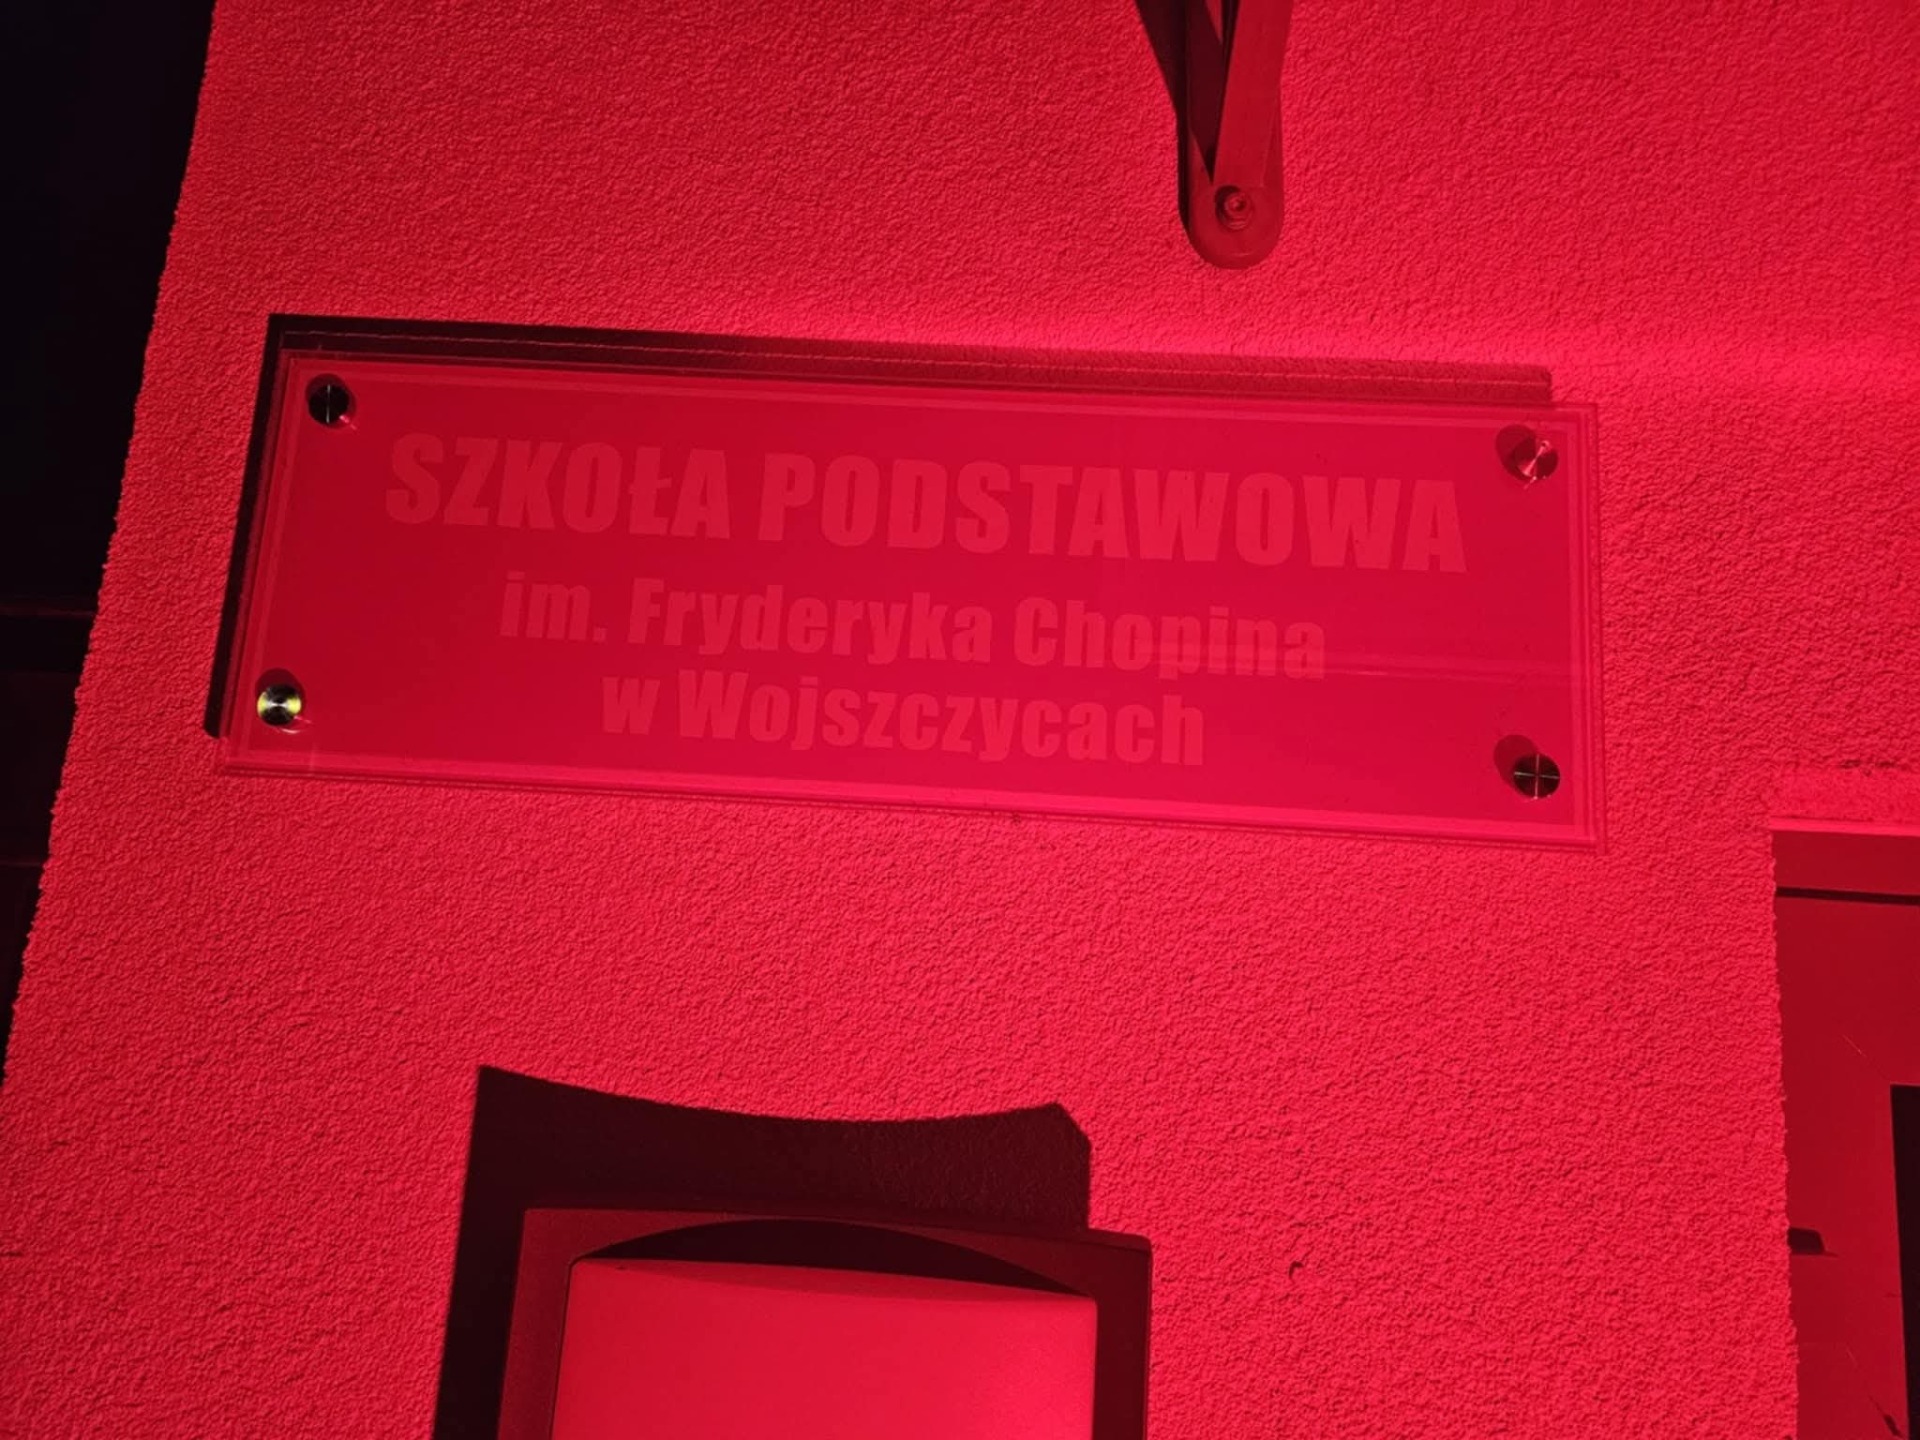 SZKOŁA PODSTAWOWA
im. Fryderyka Chopina
w Wojszczycach